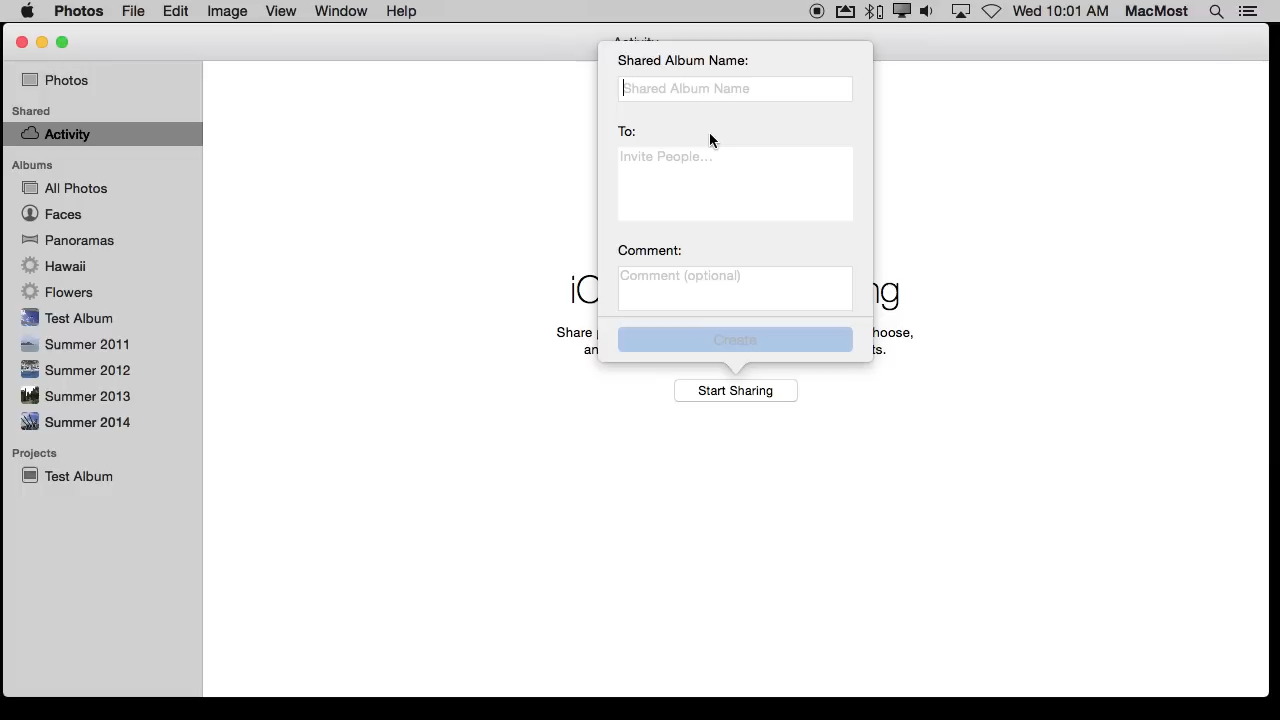 Photos File Edit Image View Window Help Wed 10:01 AM MacMost
Photos
Shared
Activity
Albums
All Photos
Faces
Panoramas
Hawaii
Flowers
Test Album
Summer 2011
Summer 2012
Summer 2013
Summer 2014
Projects
Test Album
Shared Album Name:
Shared Album Name
To:
Invite People...
Comment:
Comment (optional)
Create
Share
Start Sharing